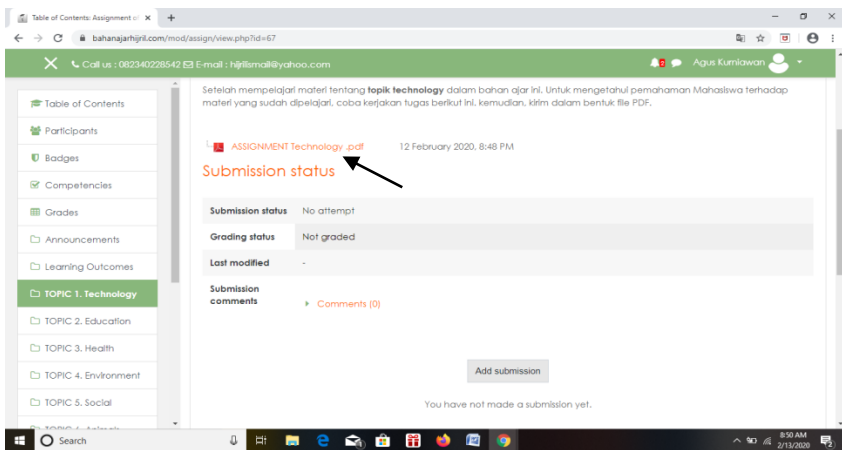 Table of Contents: Assignment o
bahanajarhijril.com/mod/assign/view.php?id=67
Call us : 082340228542 E-mail : hijrilismail@yahoo.com
Agus Kurniawan
Table of Contents
Participants
Badges
Competencies
Grades
Announcements
Learning Outcomes
TOPIC 1. Technology
TOPIC 2. Education
TOPIC 3. Health
TOPIC 4. Environment
TOPIC 5. Social
Setelah mempelajari materi tentang topik technology dalam bahan ajar ini. Untuk mengetahui pemahaman Mahasiswa terhadap
materi yang sudah dipelajari, coba kerjakan tugas berikut ini. kemudian, kirim dalam bentuk file PDF.
ASSIGNMENT Technology .pdf 12 February 2020, 8:48 PM
Submission status
Submission status No attempt
Grading status Not graded
Last modified -
Submission
comments
Comments (0)
Add submission
You have not made a submission yet.
Search
8:50 AM
2/13/2020